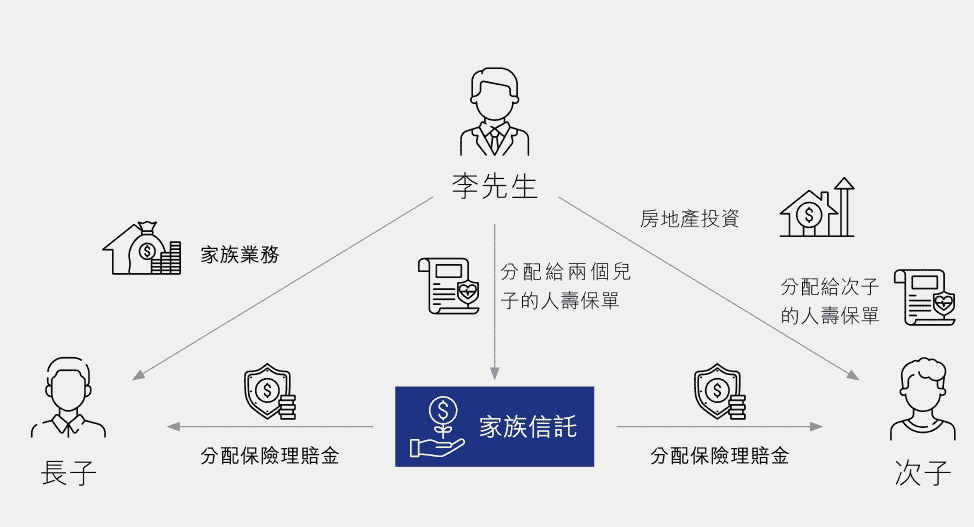 李先生
房地產投資
家族業務
分配給兩個兒
子的人壽保單
分配給次子
的人壽保單
家族信託
分配保險理賠金
分配保險理賠金
長子
次子